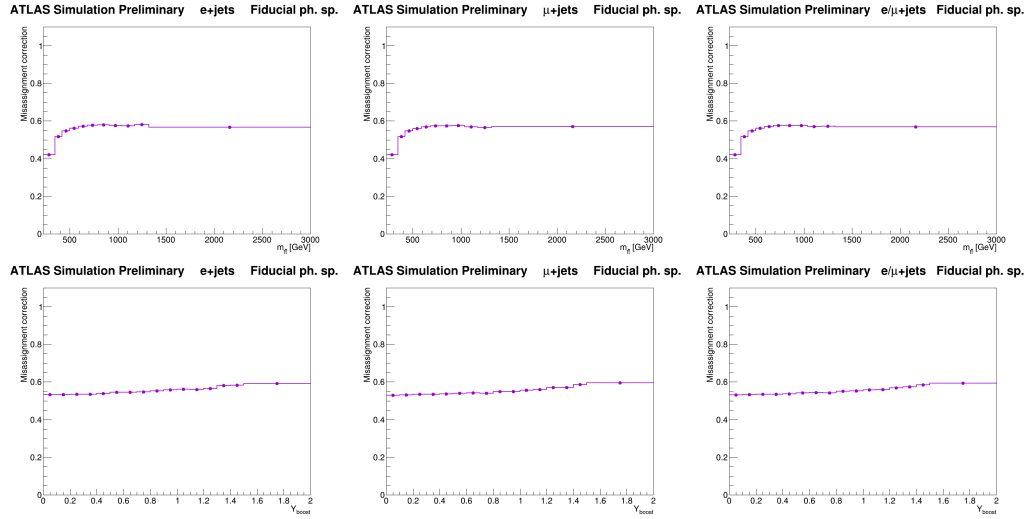 ATLAS Simulation Preliminary e+jets Fiducial ph. sp.
Misassignment correction
1
0.8
0.6
0.4
0.2
0
500 1000 1500 2000 2500 3000
m_tt̄ [GeV]
ATLAS Simulation Preliminary μ+jets Fiducial ph. sp.
Misassignment correction
1
0.8
0.6
0.4
0.2
0
500 1000 1500 2000 2500 3000
m_tt̄ [GeV]
ATLAS Simulation Preliminary e/μ+jets Fiducial ph. sp.
Misassignment correction
1
0.8
0.6
0.4
0.2
0
500 1000 1500 2000 2500 3000
m_tt̄ [GeV]
ATLAS Simulation Preliminary e+jets Fiducial ph. sp.
Misassignment correction
1
0.8
0.6
0.4
0.2
0
0 0.2 0.4 0.6 0.8 1 1.2 1.4 1.6 1.8 2
Y_boost
ATLAS Simulation Preliminary μ+jets Fiducial ph. sp.
Misassignment correction
1
0.8
0.6
0.4
0.2
0
0 0.2 0.4 0.6 0.8 1 1.2 1.4 1.6 1.8 2
Y_boost
ATLAS Simulation Preliminary e/μ+jets Fiducial ph. sp.
Misassignment correction
1
0.8
0.6
0.4
0.2
0
0 0.2 0.4 0.6 0.8 1 1.2 1.4 1.6 1.8 2
Y_boost